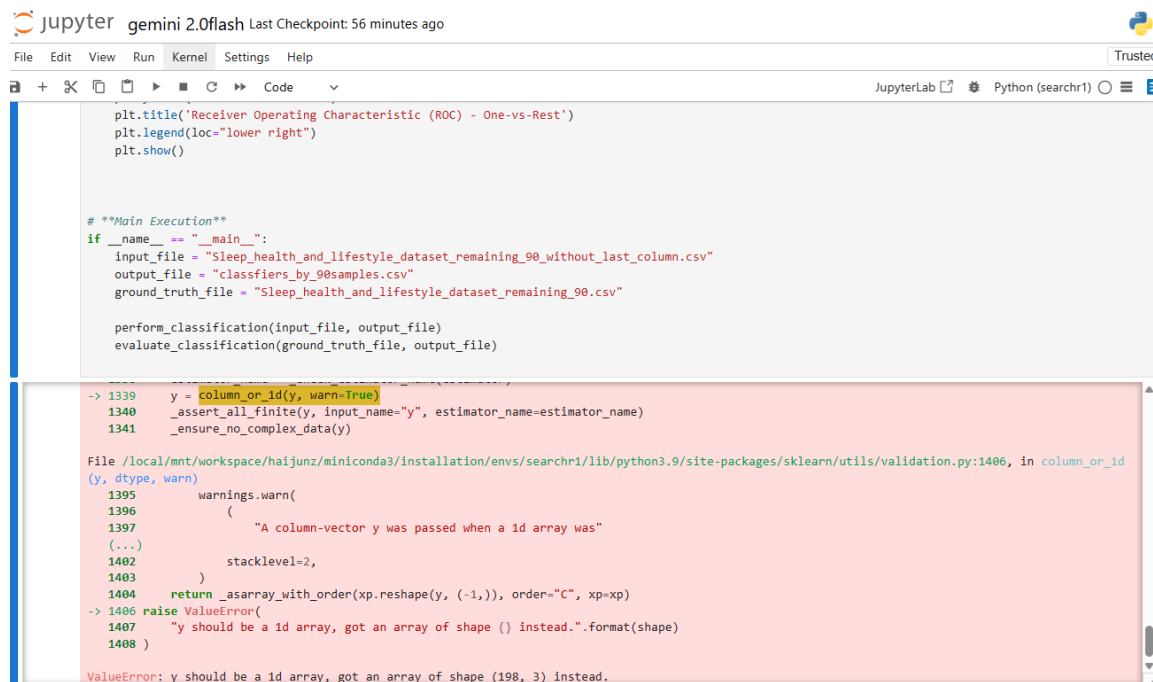 jupyter gemini 2.0flash Last Checkpoint: 56 minutes ago
File Edit View Run Kernel Settings Help
Trusted
Code JupyterLab Python (searchr1)
plt.title('Receiver Operating Characteristic (ROC) - One-vs-Rest')
plt.legend(loc="lower right")
plt.show()
# **Main Execution**
if __name__ == "__main__":
input_file = "Sleep_health_and_lifestyle_dataset_remaining_90_without_last_column.csv"
output_file = "classfiers_by_90samples.csv"
ground_truth_file = "Sleep_health_and_lifestyle_dataset_remaining_90.csv"
perform_classification(input_file, output_file)
evaluate_classification(ground_truth_file, output_file)
-> 1339 y = column_or_1d(y, warn=True)
1340 _assert_all_finite(y, input_name="y", estimator_name=estimator_name)
1341 _ensure_no_complex_data(y)
File /local/mnt/workspace/haijunz/miniconda3/installation/envs/searchr1/lib/python3.9/site-packages/sklearn/utils/validation.py:1406, in column_or_1d
(y, dtype, warn)
1395 warnings.warn(
1396 (
1397 "A column-vector y was passed when a 1d array was"
(...)
1402 stacklevel=2,
1403 )
1404 return _asarray_with_order(xp.reshape(y, (-1,)), order="C", xp=xp)
-> 1406 raise ValueError(
1407 "y should be a 1d array, got an array of shape {} instead.".format(shape)
1408 )
ValueError: y should be a 1d array, got an array of shape (198, 3) instead.